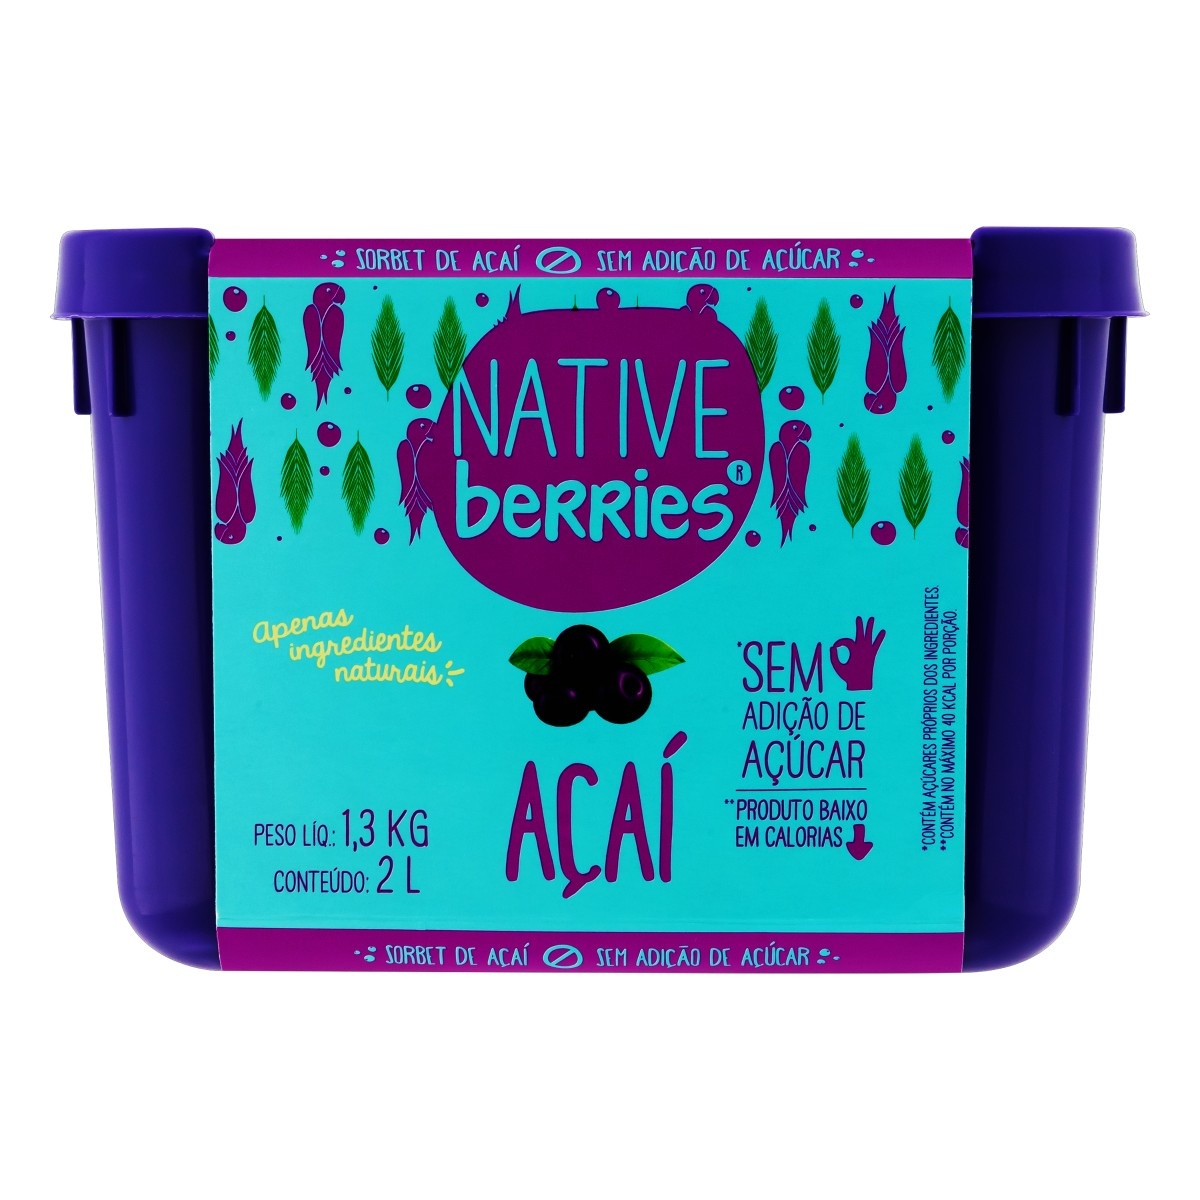 SORBET DE AÇAÍ SEM ADIÇÃO DE AÇÚCAR
NATIVE
berries®
Apenas
ingredientes
naturais
*SEM
ADIÇÃO DE
AÇÚCAR
**PRODUTO BAIXO
EM CALORIAS
*CONTÉM AÇÚCARES PRÓPRIOS DOS INGREDIENTES.
**CONTÉM NO MÁXIMO 40 KCAL POR PORÇÃO.
AÇAÍ
PESO LÍQ.: 1,3 KG
CONTEÚDO: 2 L
SORBET DE AÇAÍ SEM ADIÇÃO DE AÇÚCAR